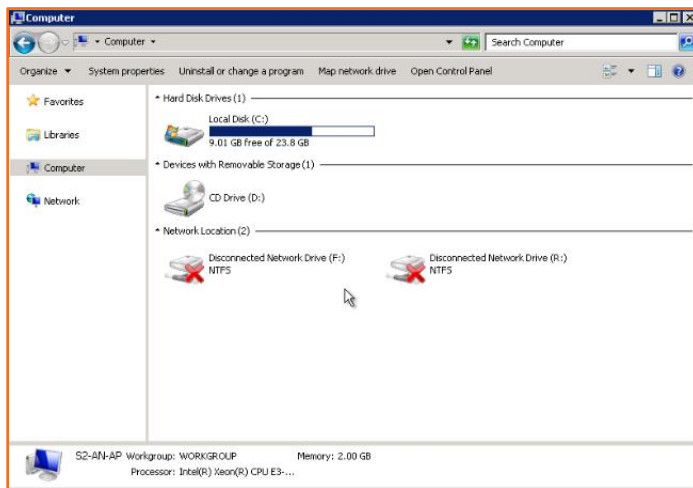 Computer
Computer
Search Computer
Organize System properties Uninstall or change a program Map network drive Open Control Panel
Favorites
Libraries
Computer
Network
Hard Disk Drives (1)
Local Disk (C:)
9.01 GB free of 23.8 GB
Devices with Removable Storage (1)
CD Drive (D:)
Network Location (2)
Disconnected Network Drive (F:)
NTFS
Disconnected Network Drive (R:)
NTFS
S2-AN-AP Workgroup: WORKGROUP Memory: 2.00 GB
Processor: Intel(R) Xeon(R) CPU E3-...